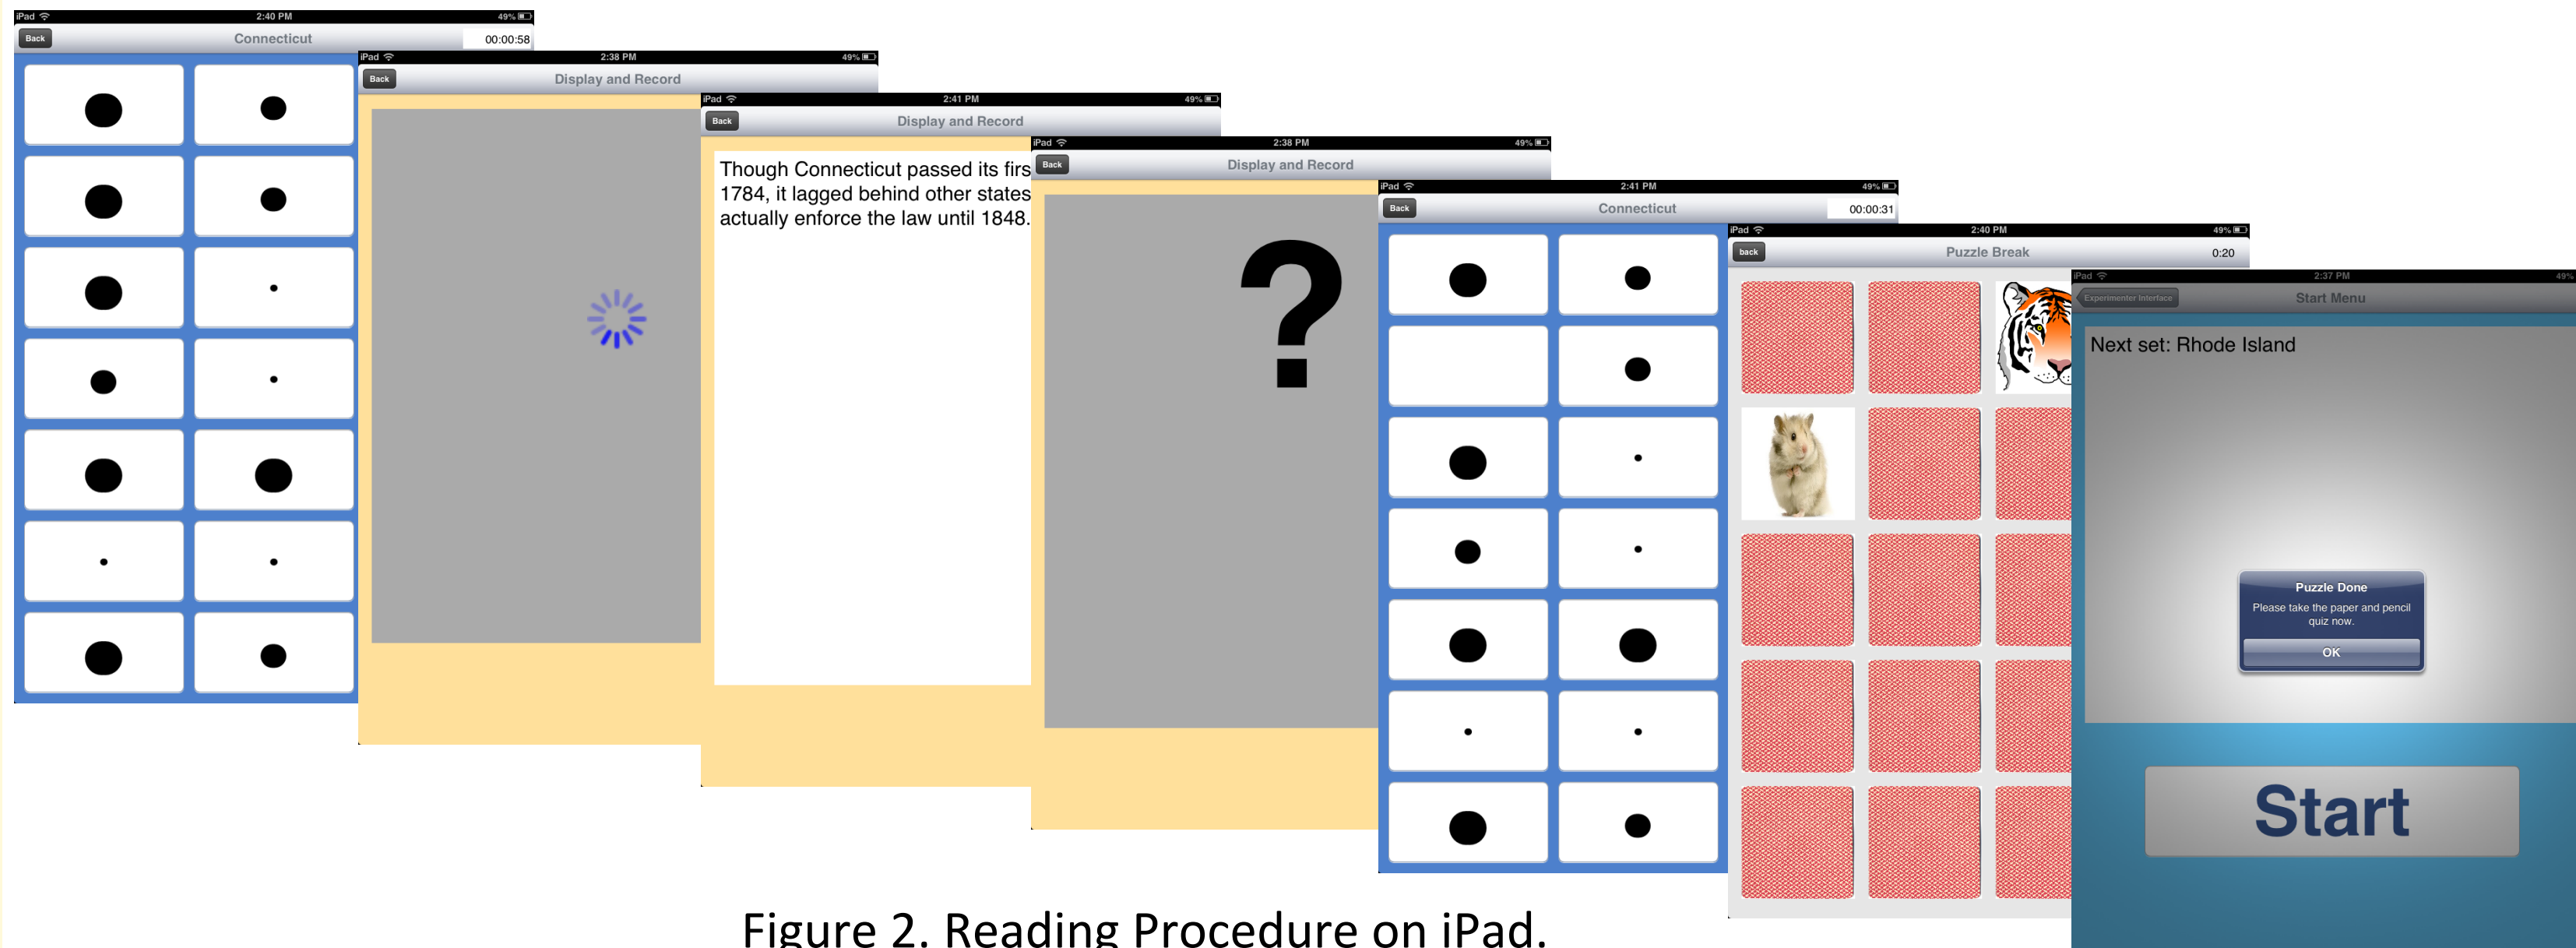 iPad 2:40 PM 49%
Back Connecticut 00:00:58
iPad 2:38 PM 49%
Back Display and Record
iPad 2:41 PM 49%
Back Display and Record
Though Connecticut passed its firs
1784, it lagged behind other states
actually enforce the law until 1848.
iPad 2:38 PM 49%
Back Display and Record
?
iPad 2:41 PM 49%
Back Connecticut 00:00:31
iPad 2:40 PM 49%
back Puzzle Break 0:20
iPad 2:37 PM 49%
Experimenter Interface Start Menu
Next set: Rhode Island
Puzzle Done
Please take the paper and pencil
quiz now.
OK
Start
Figure 2. Reading Procedure on iPad.